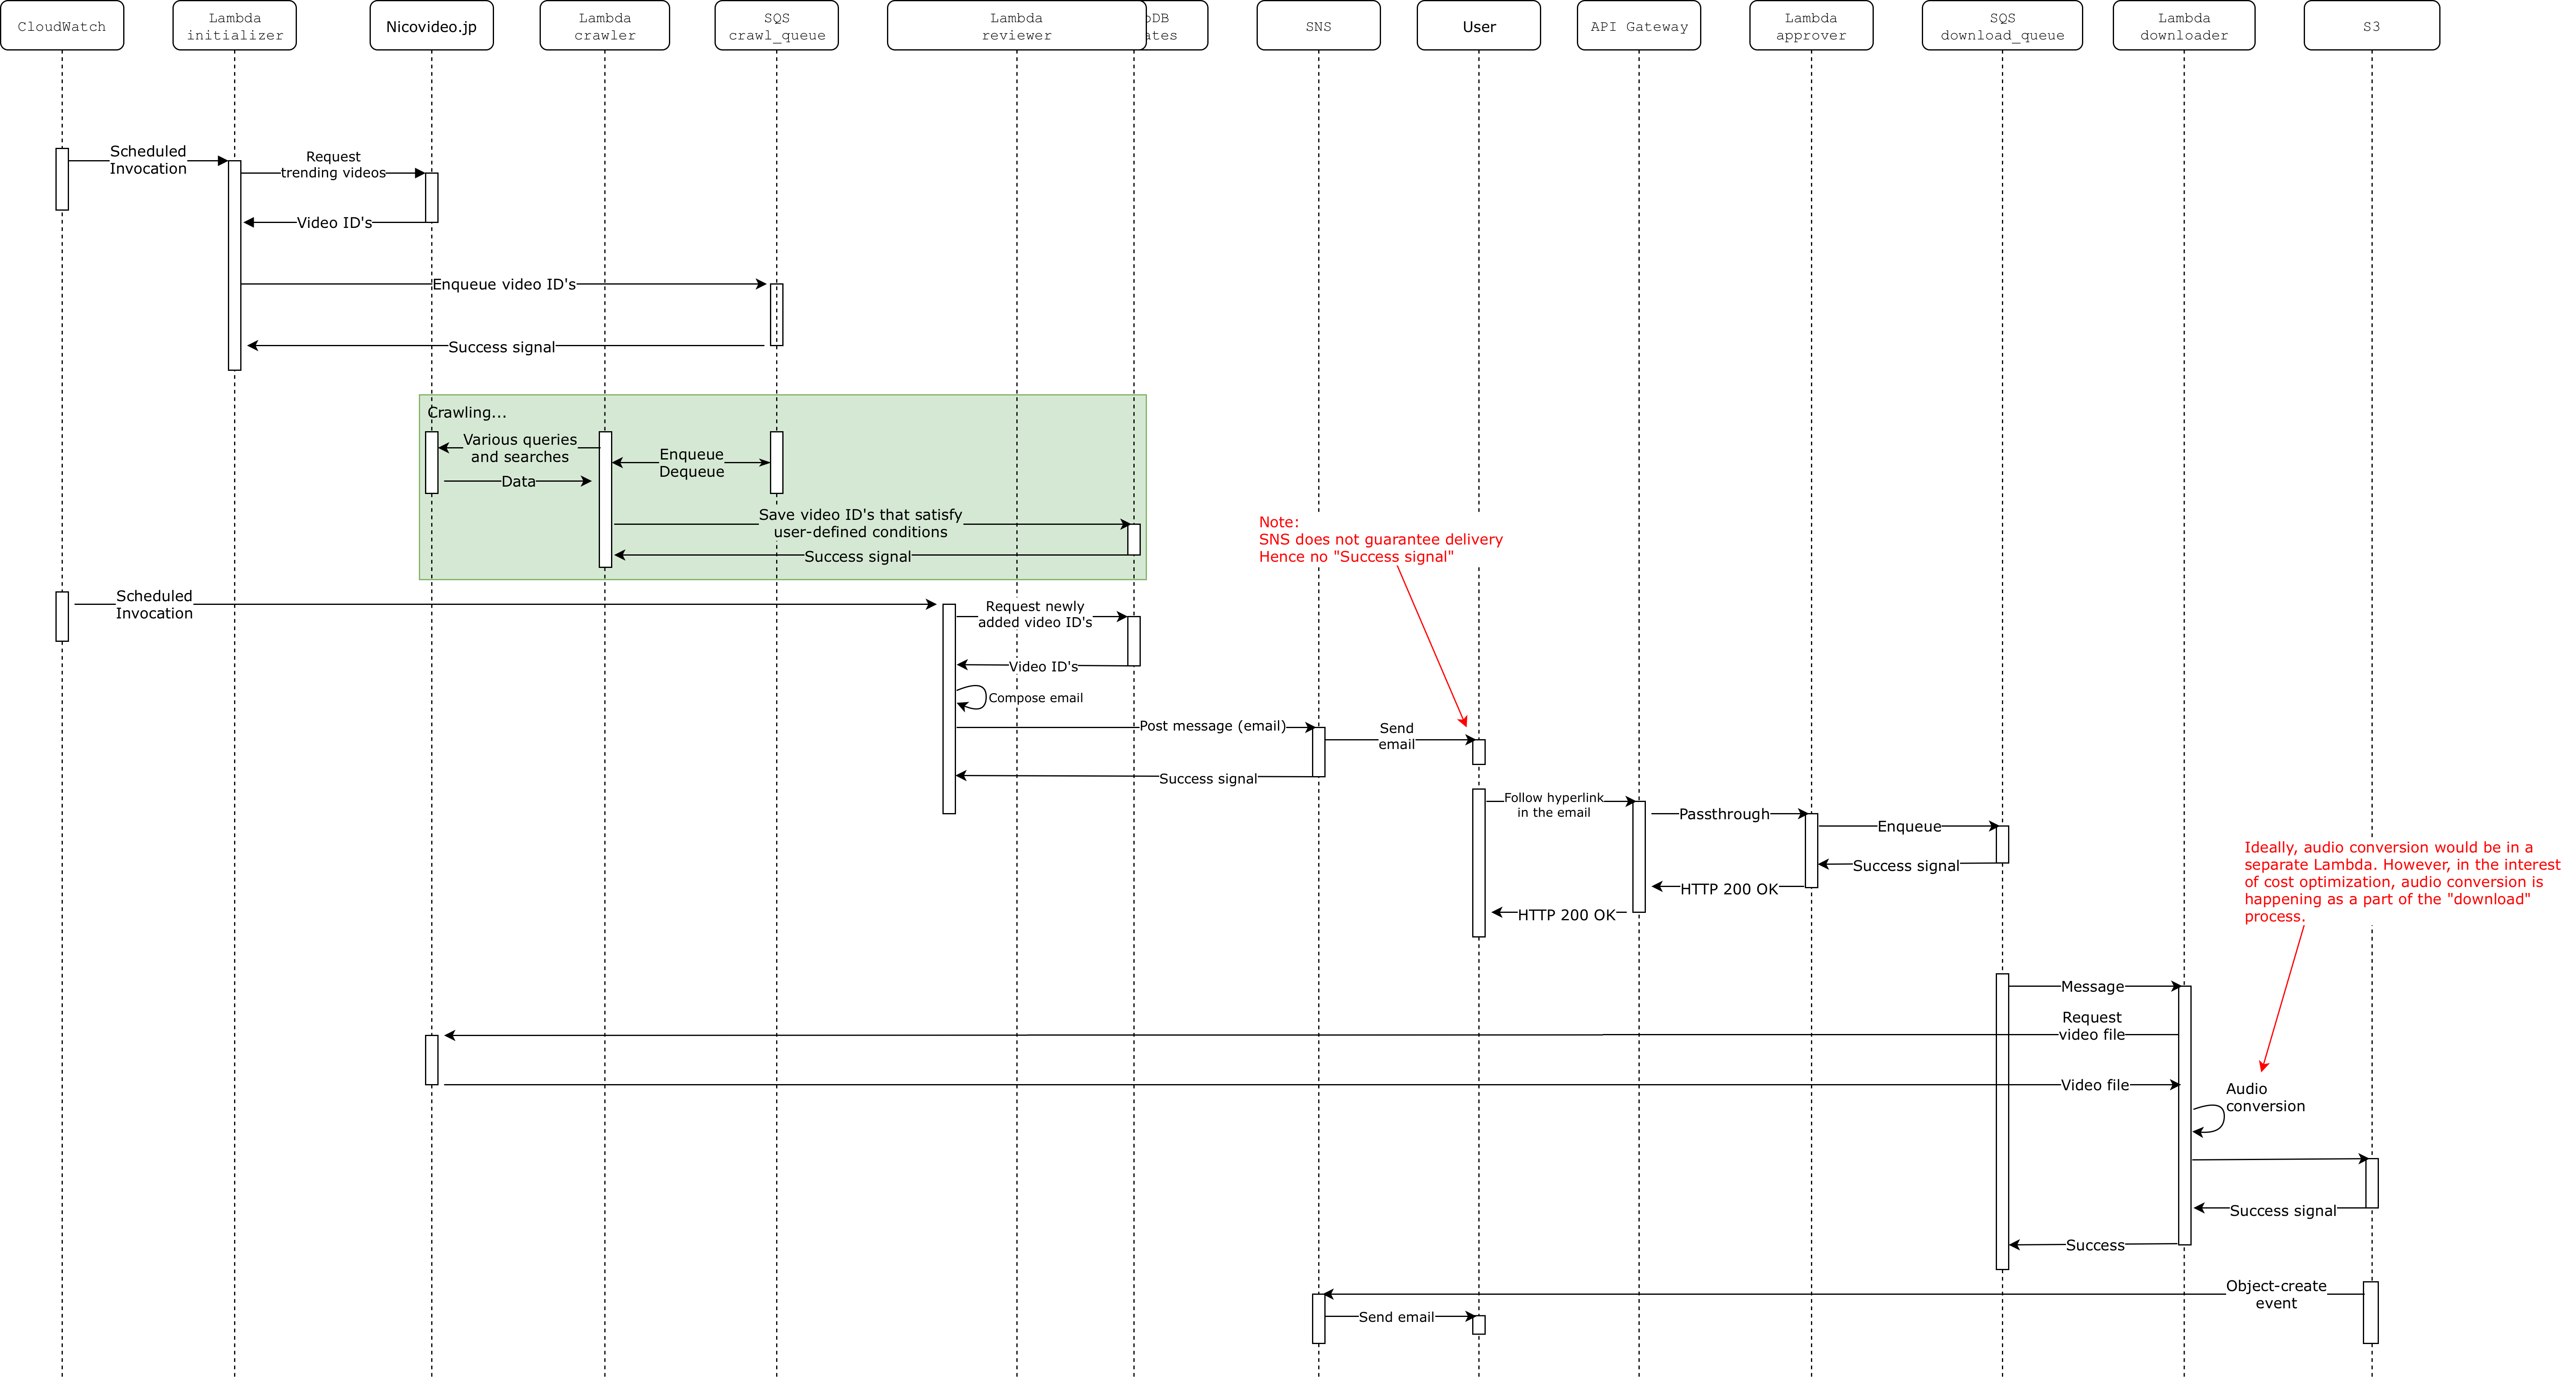 CloudWatch
Lambda
initializer
Nicovideo.jp
Lambda
crawler
SQS
crawl_queue
Lambda
reviewer
SNS
User
API Gateway
Lambda
approver
SQS
download_queue
Lambda
downloader
S3
Scheduled
Invocation
Request
trending videos
Video ID's
Enqueue video ID's
Success signal
Crawling...
Various queries
and searches
Enqueue
Dequeue
Data
Save video ID's that satisfy
user-defined conditions
Success signal
Note:
SNS does not guarantee delivery
Hence no "Success signal"
Scheduled
Invocation
Request newly
added video ID's
Video ID's
Compose email
Post message (email)
Send
email
Success signal
Follow hyperlink
in the email
Passthrough
Enqueue
Success signal
HTTP 200 OK
HTTP 200 OK
Ideally, audio conversion would be in a
separate Lambda. However, in the interest
of cost optimization, audio conversion is
happening as a part of the "download"
process.
Message
Request
video file
Video file
Audio
conversion
Success signal
Success
Object-create
event
Send email